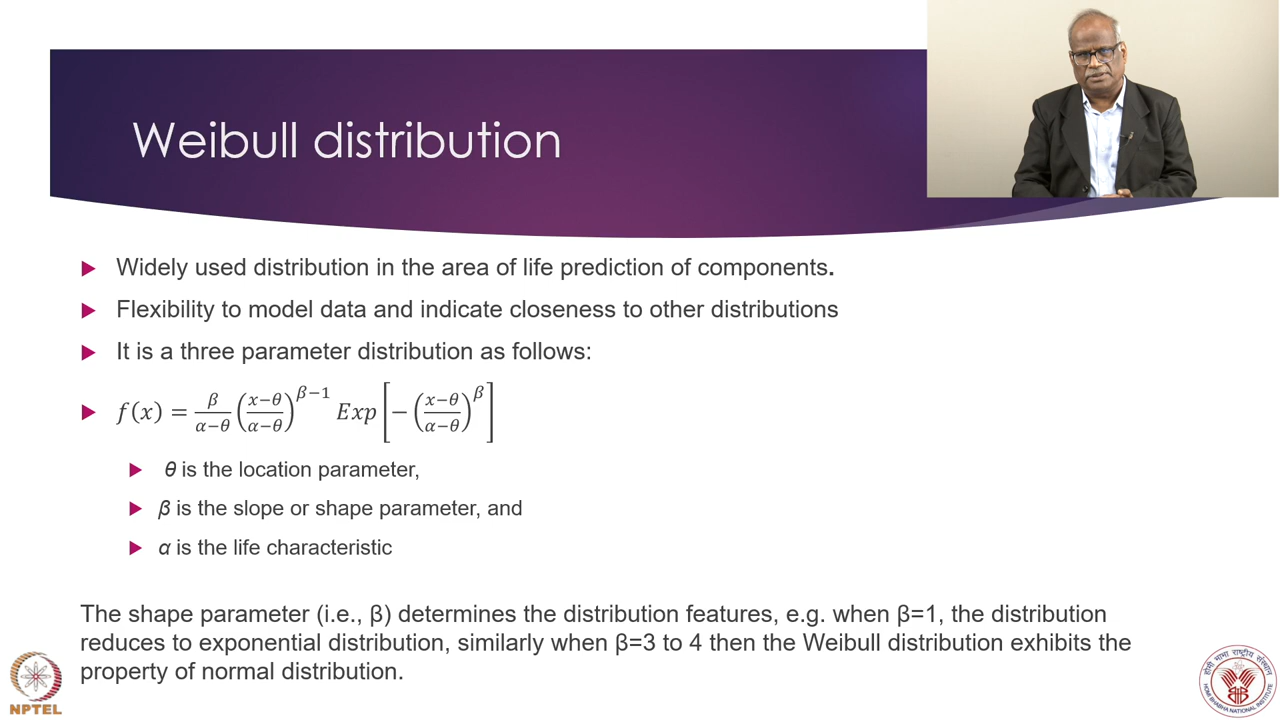 Weibull distribution
Widely used distribution in the area of life prediction of components.
Flexibility to model data and indicate closeness to other distributions
It is a three parameter distribution as follows:
f(x) = β/(α−θ) ((x−θ)/(α−θ))^(β−1) Exp[−((x−θ)/(α−θ))^β]
θ is the location parameter,
β is the slope or shape parameter, and
α is the life characteristic
The shape parameter (i.e., β) determines the distribution features, e.g. when β=1, the distribution
reduces to exponential distribution, similarly when β=3 to 4 then the Weibull distribution exhibits the
property of normal distribution.
NPTEL
होमी भाभा राष्ट्रीय संस्थान
HOMI BHABHA NATIONAL INSTITUTE